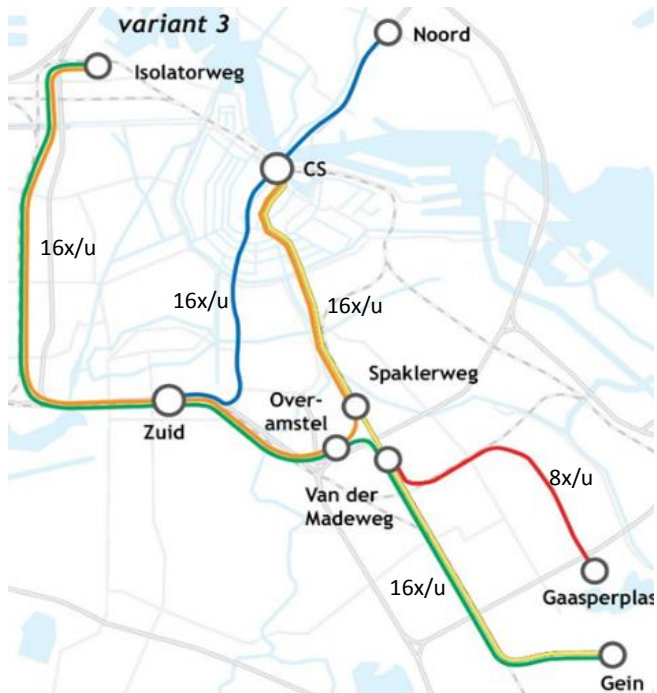 variant 3
Noord
Isolatorweg
CS
16x/u
16x/u
16x/u
Spaklerweg
Over-
amstel
Zuid
Van der
Madeweg
8x/u
16x/u
Gaasperplas
Gein